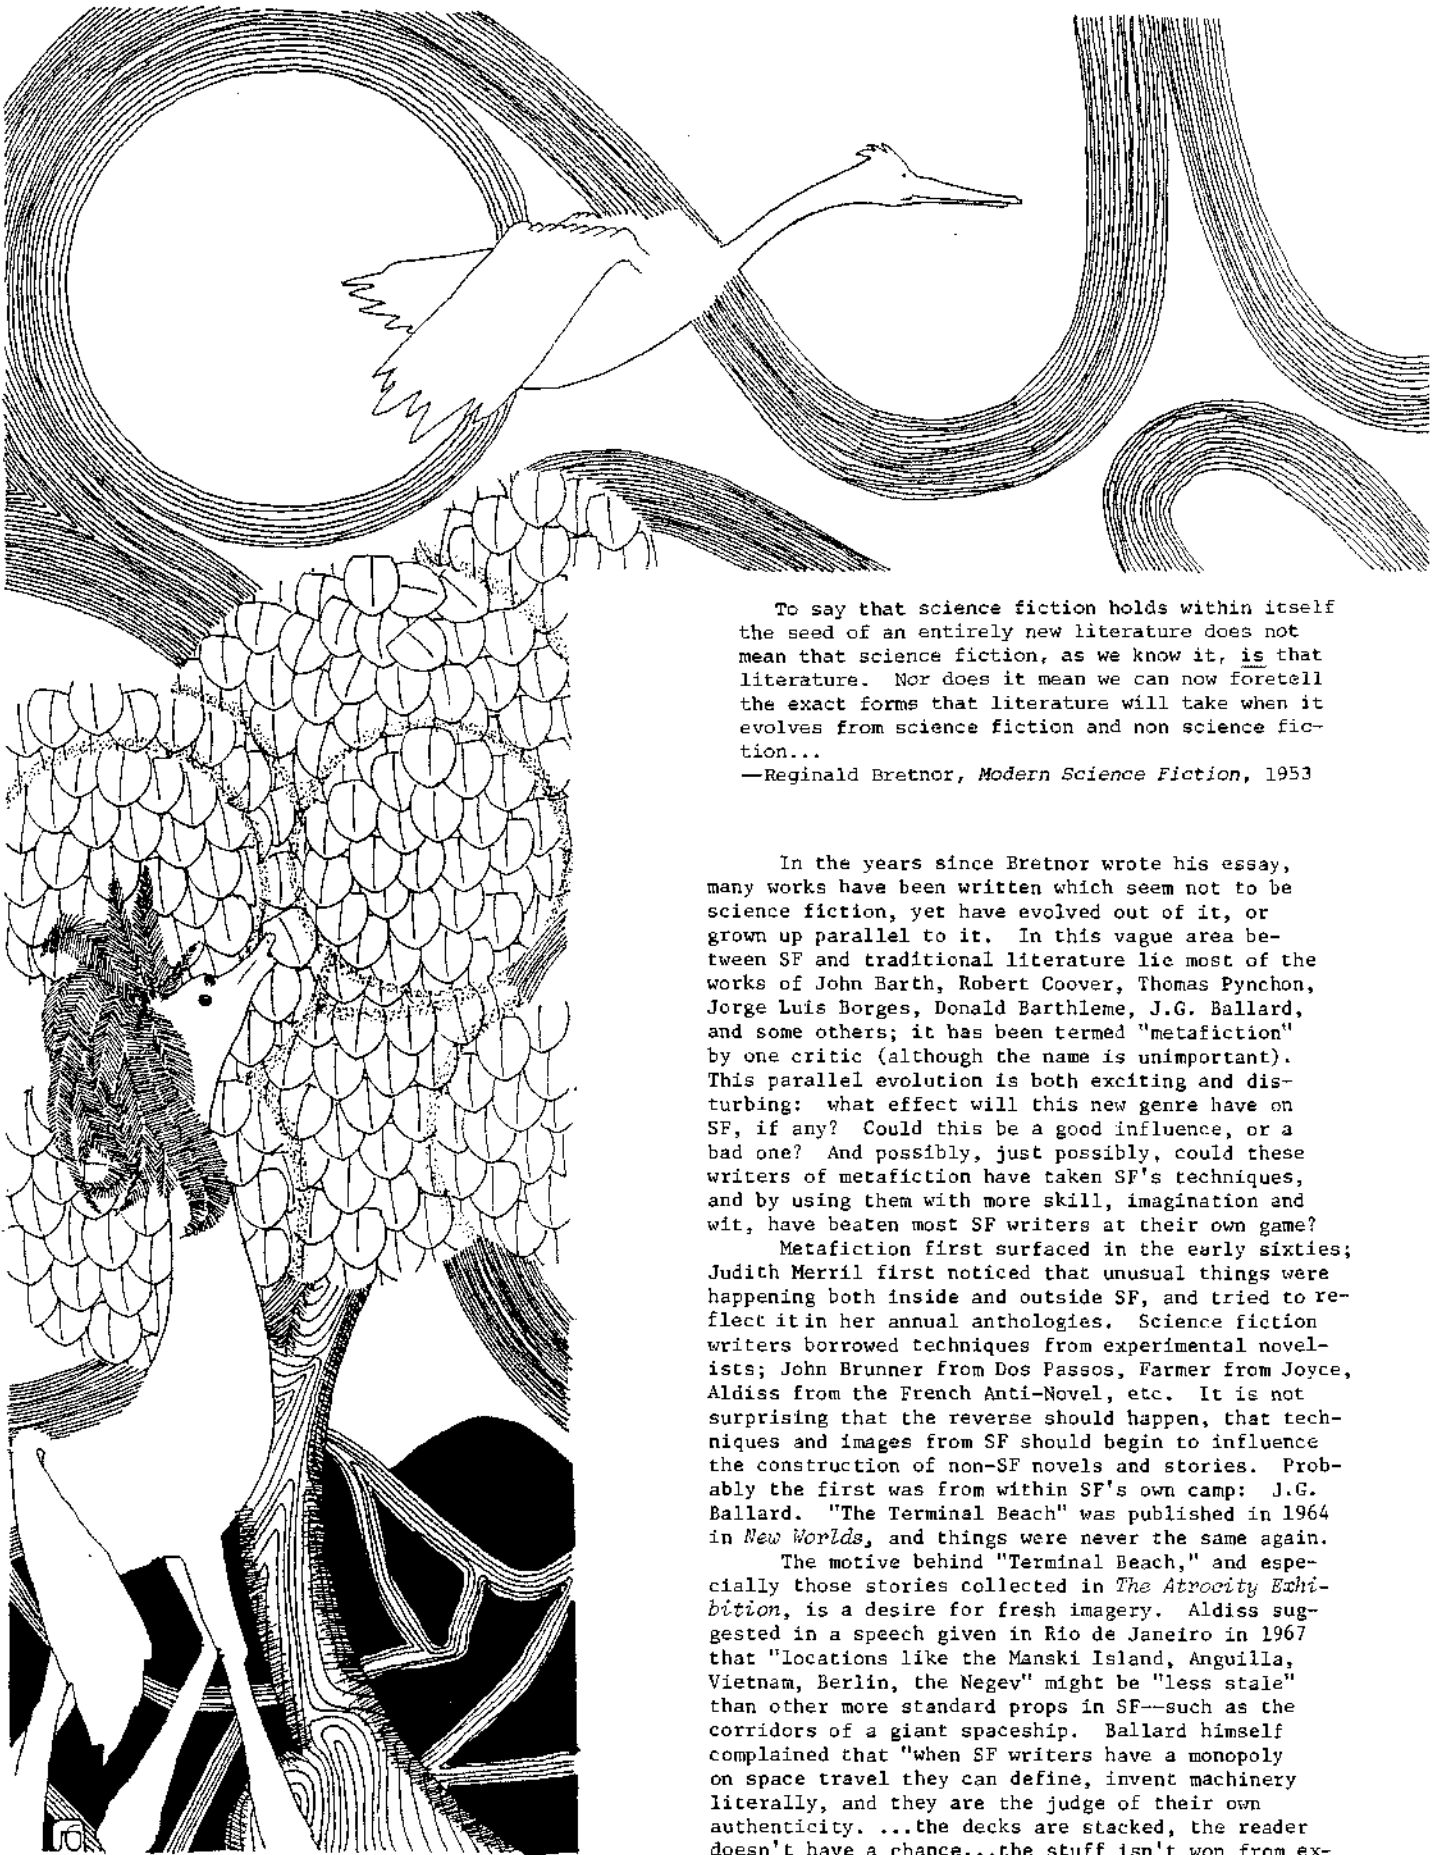 To say that science fiction holds within itself
the seed of an entirely new literature does not
mean that science fiction, as we know it, is that
literature. Nor does it mean we can now foretell
the exact forms that literature will take when it
evolves from science fiction and non science fic-
tion...
—Reginald Bretnor, Modern Science Fiction, 1953
In the years since Bretnor wrote his essay,
many works have been written which seem not to be
science fiction, yet have evolved out of it, or
grown up parallel to it. In this vague area be-
tween SF and traditional literature lie most of the
works of John Barth, Robert Coover, Thomas Pynchon,
Jorge Luis Borges, Donald Barthleme, J.G. Ballard,
and some others; it has been termed "metafiction"
by one critic (although the name is unimportant).
This parallel evolution is both exciting and dis-
turbing: what effect will this new genre have on
SF, if any? Could this be a good influence, or a
bad one? And possibly, just possibly, could these
writers of metafiction have taken SF's techniques,
and by using them with more skill, imagination and
wit, have beaten most SF writers at their own game?
Metafiction first surfaced in the early sixties;
Judith Merril first noticed that unusual things were
happening both inside and outside SF, and tried to re-
flect it in her annual anthologies. Science fiction
writers borrowed techniques from experimental novel-
ists; John Brunner from Dos Passos, Farmer from Joyce,
Aldiss from the French Anti-Novel, etc. It is not
surprising that the reverse should happen, that tech-
niques and images from SF should begin to influence
the construction of non-SF novels and stories. Prob-
ably the first was from within SF's own camp: J.G.
Ballard. "The Terminal Beach" was published in 1964
in New Worlds, and things were never the same again.
The motive behind "Terminal Beach," and espe-
cially those stories collected in The Atrocity Exhi-
bition, is a desire for fresh imagery. Aldiss sug-
gested in a speech given in Rio de Janeiro in 1967
that "locations like the Manski Island, Anguilla,
Vietnam, Berlin, the Negev" might be "less stale"
than other more standard props in SF--such as the
corridors of a giant spaceship. Ballard himself
complained that "when SF writers have a monopoly
on space travel they can define, invent machinery
literally, and they are the judge of their own
authenticity. ...the decks are stacked, the reader
doesn't have a chance...the stuff isn't won from ex-